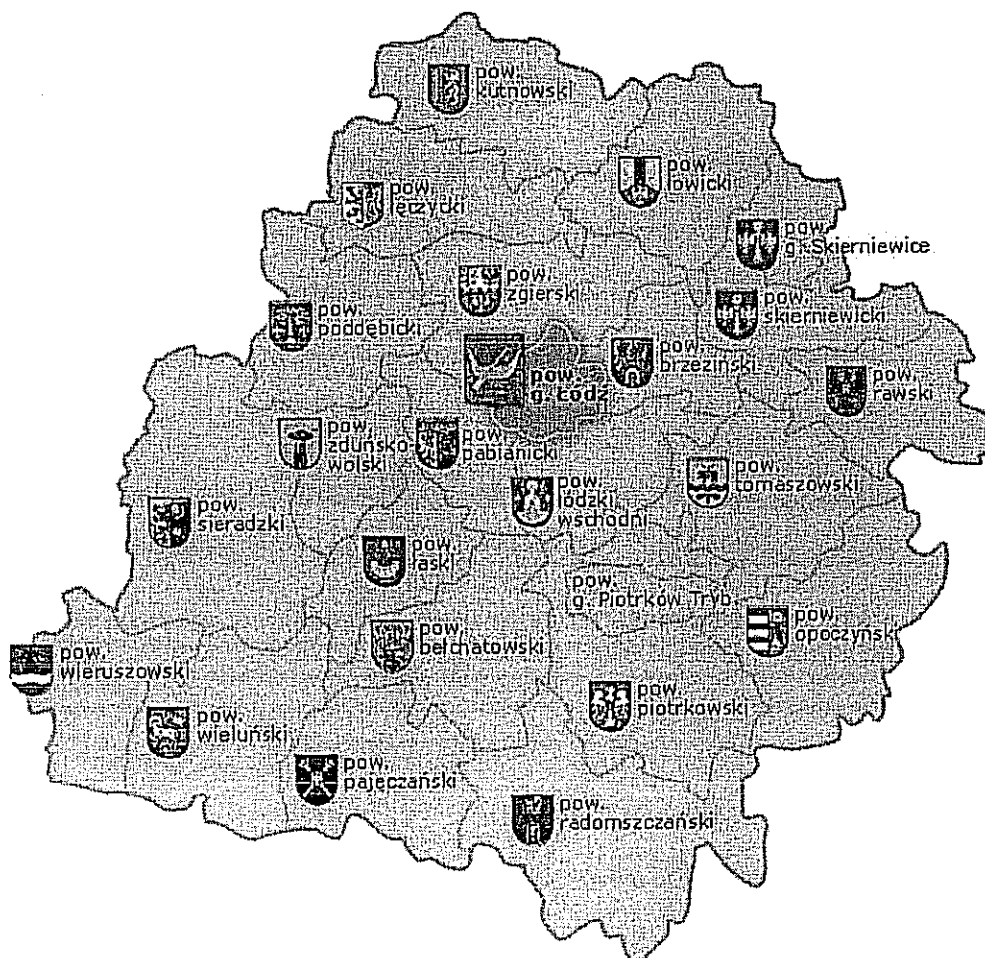 pow.
kutnowski
pow.
łowicki
pow.
łęczycki
pow.
g. Skierniewice
pow.
zgierski
pow.
skierniewicki
pow.
poddębicki
pow.
brzeziński
pow.
g. Łódź
pow.
rawski
pow.
zduńsko
wolski
pow.
pabianicki
pow.
tomaszowski
pow.
łódzki
wschodni
pow.
sieradzki
pow.
łaski
pow.
g. Piotrków Tryb.
pow.
opoczyński
pow.
bełchatowski
pow.
wieruszowski
pow.
piotrkowski
pow.
wieluński
pow.
pajęczański
pow.
radomszczański